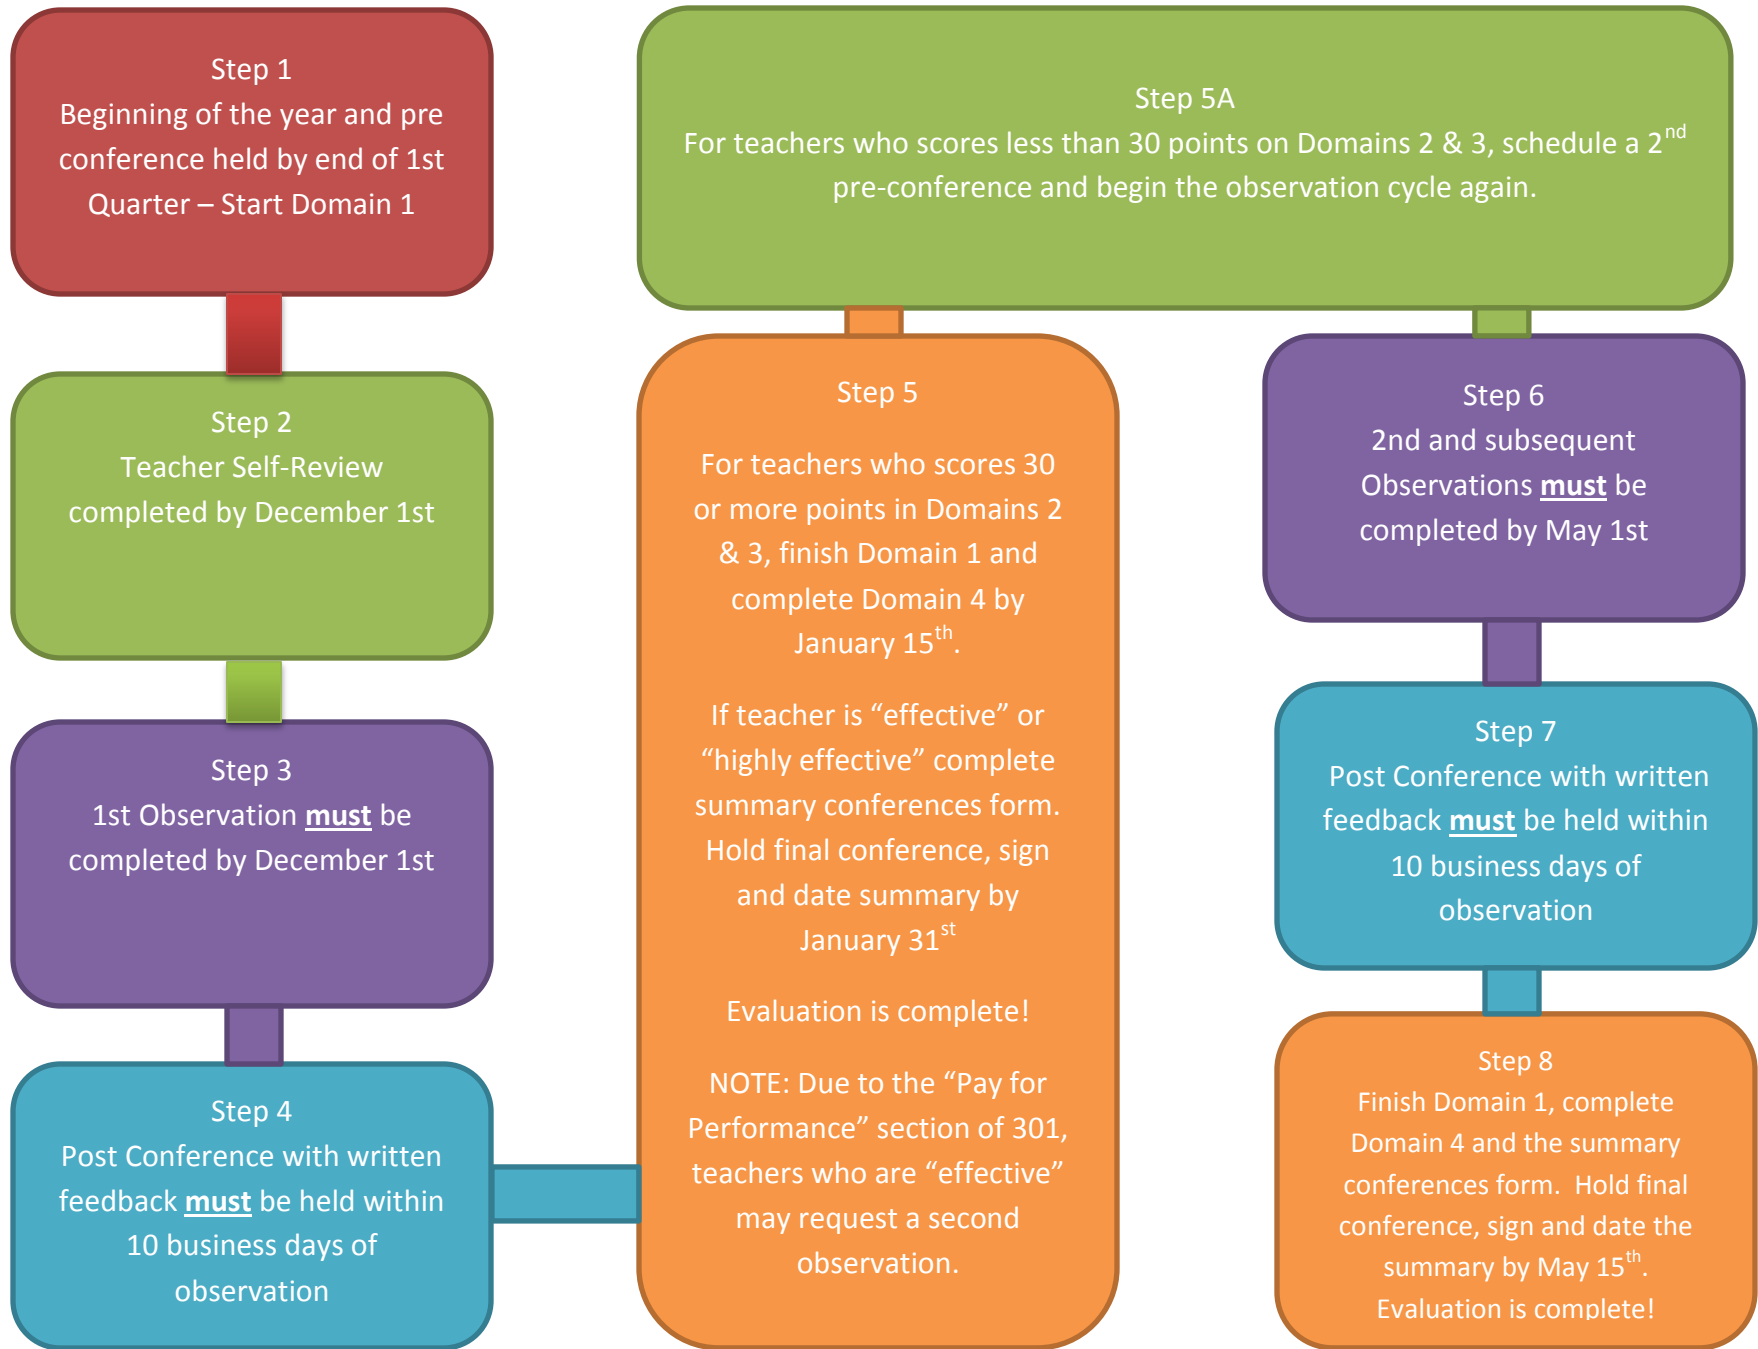 Step 1
Beginning of the year and pre
conference held by end of 1st
Quarter – Start Domain 1
Step 2
Teacher Self-Review
completed by December 1st
Step 3
1st Observation must be
completed by December 1st
Step 4
Post Conference with written
feedback must be held within
10 business days of
observation
Step 5
For teachers who scores 30
or more points in Domains 2
& 3, finish Domain 1 and
complete Domain 4 by
January 15th.
If teacher is “effective” or
“highly effective” complete
summary conferences form.
Hold final conference, sign
and date summary by
January 31st
Evaluation is complete!
NOTE: Due to the “Pay for
Performance” section of 301,
teachers who are “effective”
may request a second
observation.
Step 5A
For teachers who scores less than 30 points on Domains 2 & 3, schedule a 2nd
pre-conference and begin the observation cycle again.
Step 6
2nd and subsequent
Observations must be
completed by May 1st
Step 7
Post Conference with written
feedback must be held within
10 business days of
observation
Step 8
Finish Domain 1, complete
Domain 4 and the summary
conferences form.  Hold final
conference, sign and date the
summary by May 15th.
Evaluation is complete!